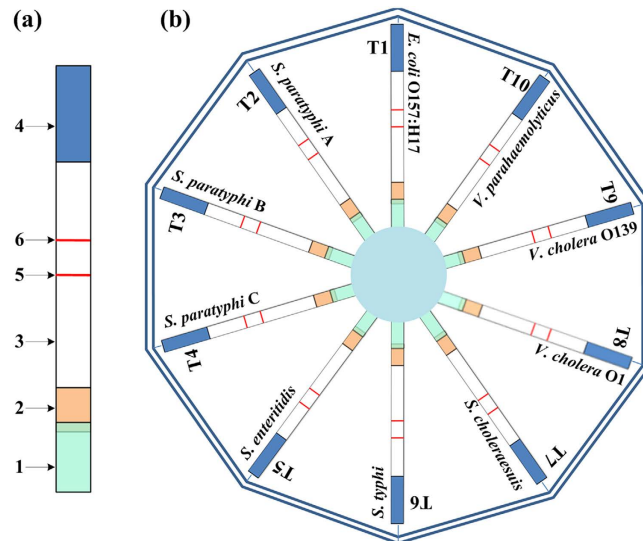 (a)
4
6
5
3
2
1
(b)
T1
E. coli O157:H17
T2
S. paratyphi A
T3
S. paratyphi B
T4
S. paratyphi C
T5
S. enteritidis
T6
S. typhi
T7
S. choleraesuis
T8
V. cholera O1
T9
V. cholera O139
T10
V. parahaemolyticus